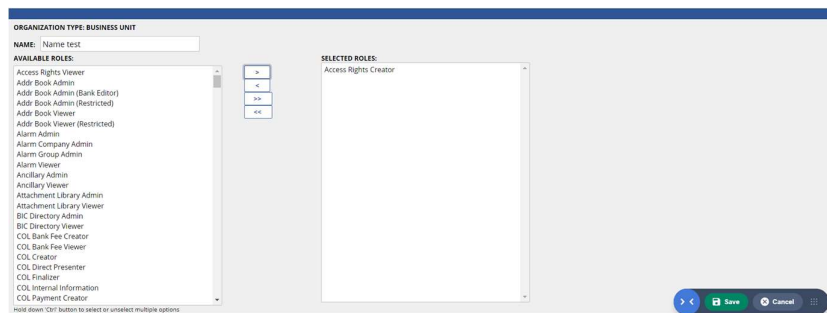 ORGANIZATION TYPE: BUSINESS UNIT
NAME: Name test
AVAILABLE ROLES:
Access Rights Viewer
Addr Book Admin
Addr Book Admin (Bank Editor)
Addr Book Admin (Restricted)
Addr Book Viewer
Addr Book Viewer (Restricted)
Alarm Admin
Alarm Company Admin
Alarm Group Admin
Alarm Viewer
Ancillary Admin
Ancillary Viewer
Attachment Library Admin
Attachment Library Viewer
BIC Directory Admin
BIC Directory Viewer
COL Bank Fee Creator
COL Bank Fee Viewer
COL Creator
COL Direct Presenter
COL Finalizer
COL Internal Information
COL Payment Creator
Hold down 'Ctrl' button to select or unselect multiple options
>
<
>>
<<
SELECTED ROLES:
Access Rights Creator
Save
Cancel